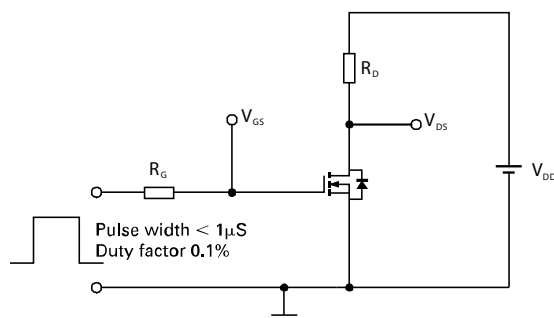 R_D
V_GS
V_DS
R_G
V_DD
Pulse width < 1μS
Duty factor 0.1%